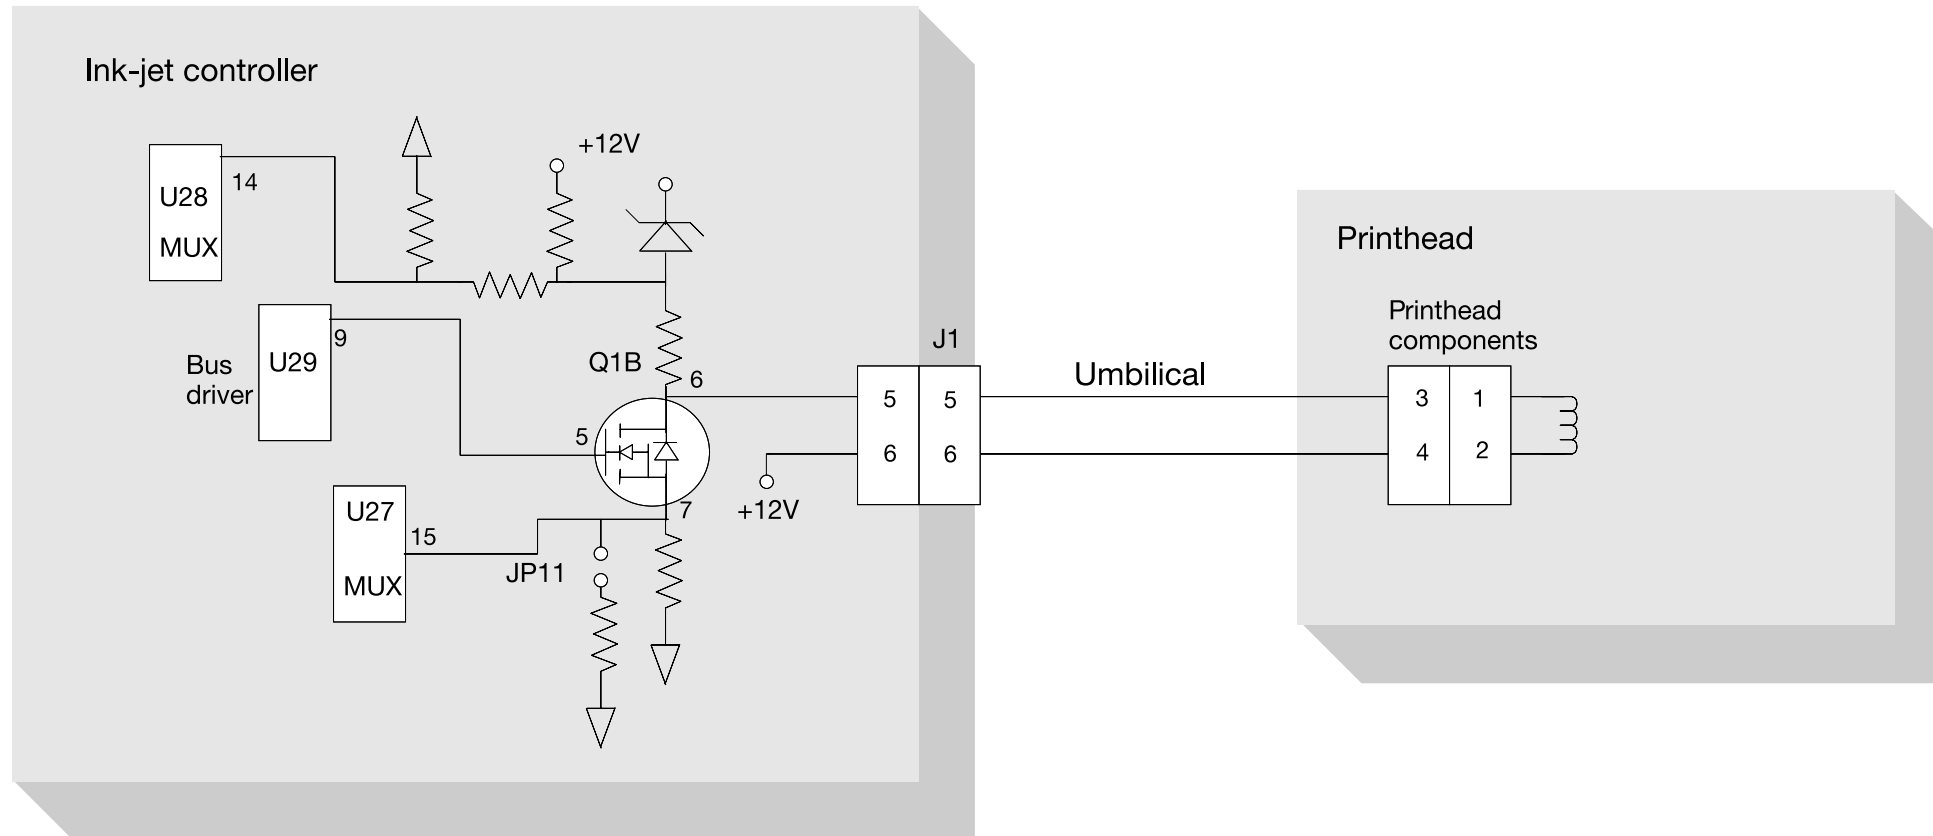 Ink-jet controller
+12V
14
U28
MUX
Printhead
Printhead
components
9
Bus
driver
U29
Q1B
6
J1
Umbilical
5
5
3
1
5
6
6
4
2
+12V
7
U27
15
MUX
JP11